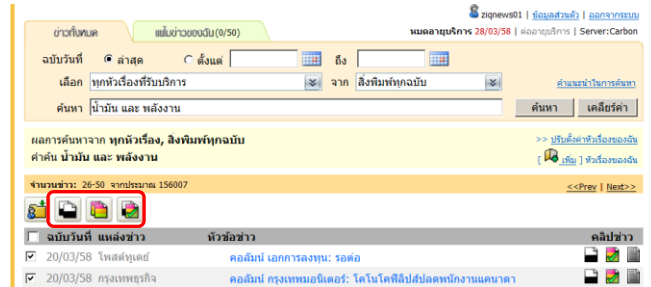 ziqnews01 | ข้อมูลส่วนตัว | ออกจากระบบ
ข่าวทั้งหมด แฟ้มข่าวของฉัน (0/50) หมดอายุบริการ 28/03/58 | ต่ออายุบริการ | Server:Carbon
ฉบับวันที่ ล่าสุด ตั้งแต่ ถึง
เลือก ทุกหัวเรื่องที่รับบริการ จาก สิ่งพิมพ์ทุกฉบับ คำแนะนำในการค้นหา
ค้นหา น้ำมัน และ พลังงาน ค้นหา เคลียร์ค่า
ผลการค้นหาจาก ทุกหัวเรื่อง, สิ่งพิมพ์ทุกฉบับ >> ปรับตั้งค่าหัวเรื่องของฉัน
คำค้น น้ำมัน และ พลังงาน [ เพิ่ม ] หัวเรื่องของฉัน
จำนวนข่าว: 26-50 จากประมาณ 156007 <<Prev | Next>>
ฉบับวันที่ แหล่งข่าว หัวข้อข่าว คลิปข่าว
20/03/58 โพสต์ทูเดย์ คอลัมน์ เอกการลงทุน: รอต่อ
20/03/58 กรุงเทพธุรกิจ คอลัมน์ กรุงเทพมอนิเตอร์: โคโนโคฟิลิปส์ปลดพนักงานแคนาดา